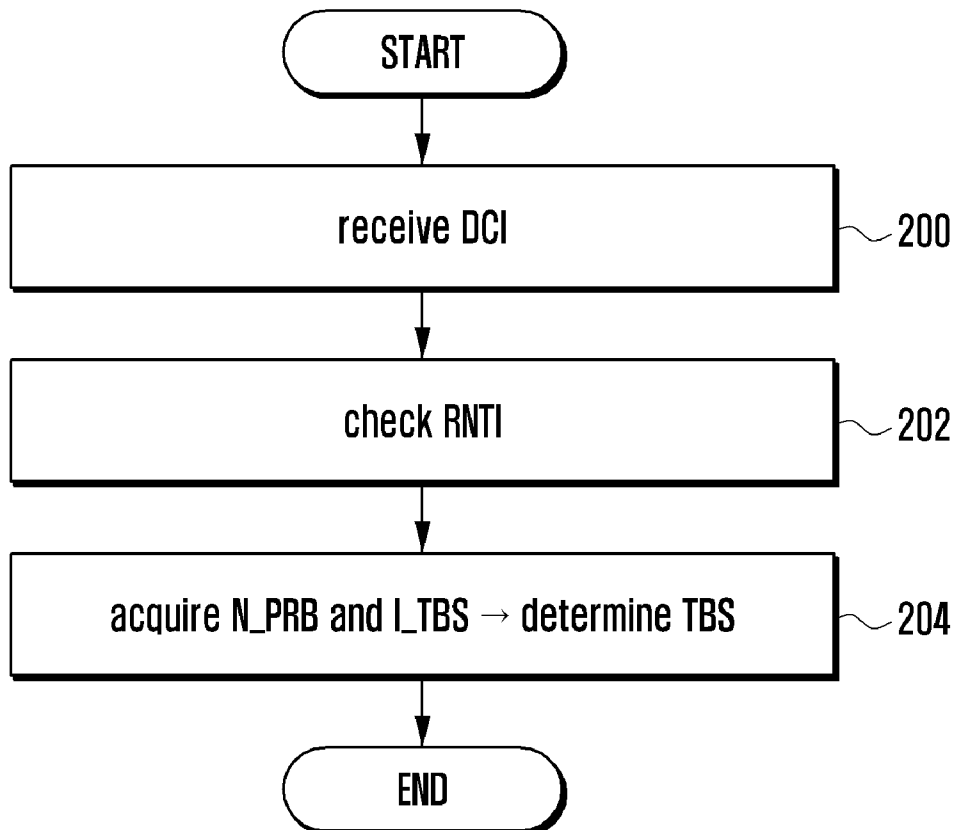 START
receive DCI
200
check RNTI
202
acquire N_PRB and I_TBS → determine TBS
204
END